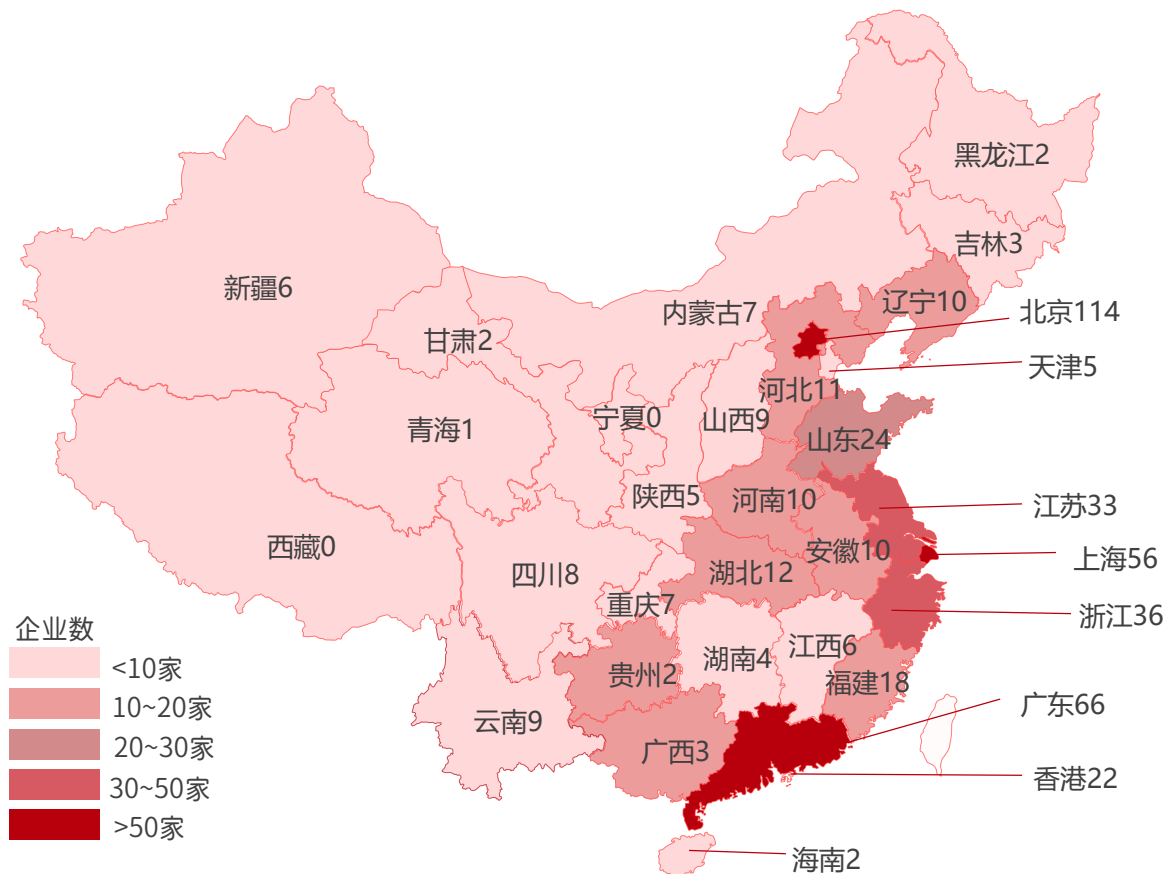 黑龙江2
吉林3
新疆6
辽宁10
内蒙古7
北京114
甘肃2
天津5
河北11
宁夏0
山西9
青海1
山东24
陕西5
河南10
江苏33
西藏0
安徽10
上海56
四川8
湖北12
重庆7
浙江36
企业数
江西6
湖南4
<10家
贵州2
福建18
10~20家
广东66
云南9
20~30家
广西3
香港22
30~50家
>50家
海南2